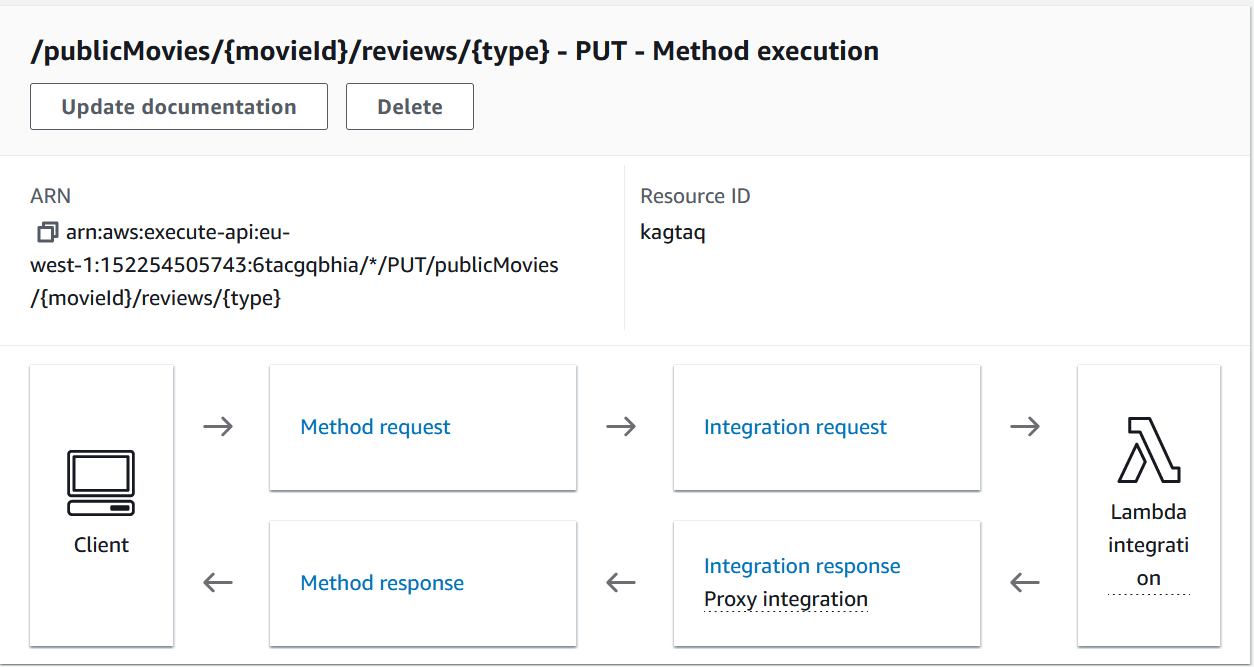 /publicMovies/{movieId}/reviews/{type} - PUT - Method execution
Update documentation
Delete
ARN
arn:aws:execute-api:eu-
west-1:152254505743:6tacgqbhia/*/PUT/publicMovies
/{movieId}/reviews/{type}
Resource ID
kagtaq
Client
Method request
Integration request
Lambda
integrati
on
Method response
Integration response
Proxy integration